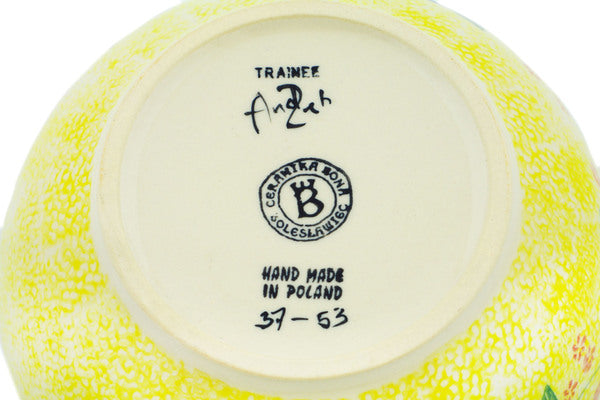 TRAINEE
CERAMIKA BONA
BOLESŁAWIEC
B
HAND MADE
IN POLAND
37-53